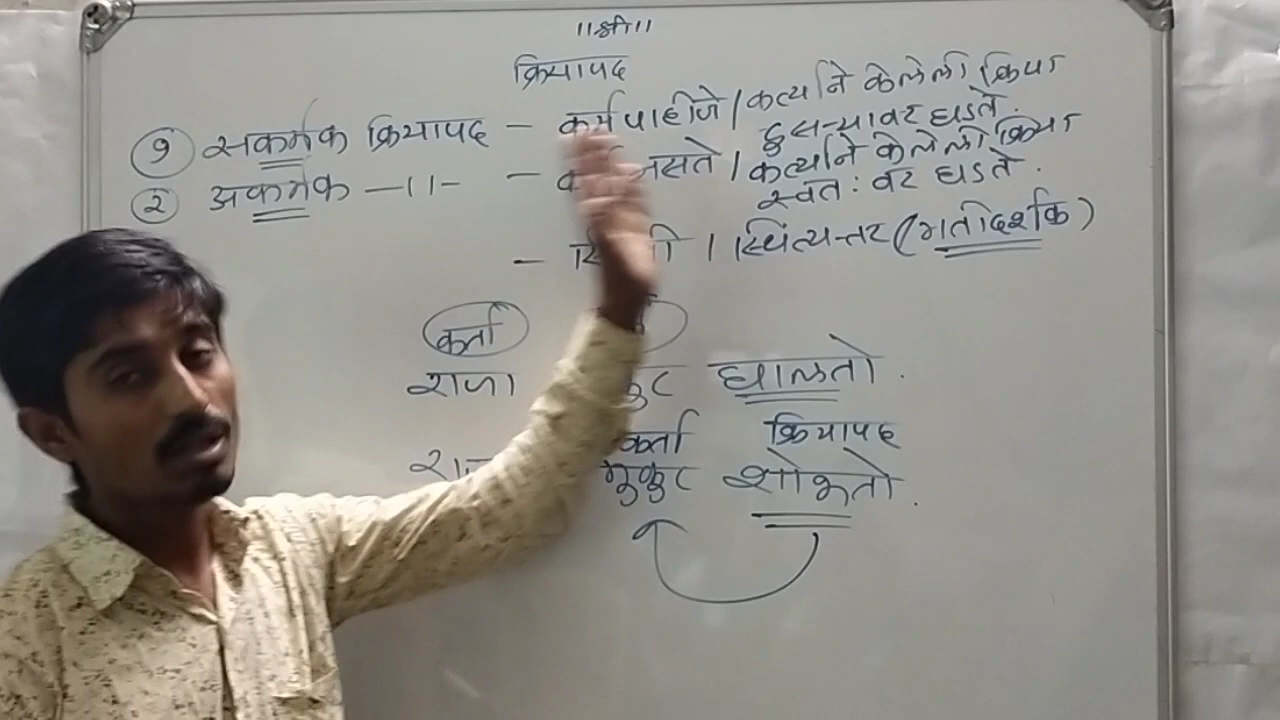 ॥श्री॥
क्रियापद
१ सकर्मक क्रियापद – कर्म पाहीजे / कर्त्याने केलेली क्रिया
दुसऱ्यावर घडते.
२ अकर्मक –॥– – नसते / कर्त्याने केलेली क्रिया
स्वतः वर घडते.
– / स्थित्यन्तर (गतीदर्शक)
कर्ता
राजा घालतो.
कर्ता क्रियापद
मुकुट शोभतो.